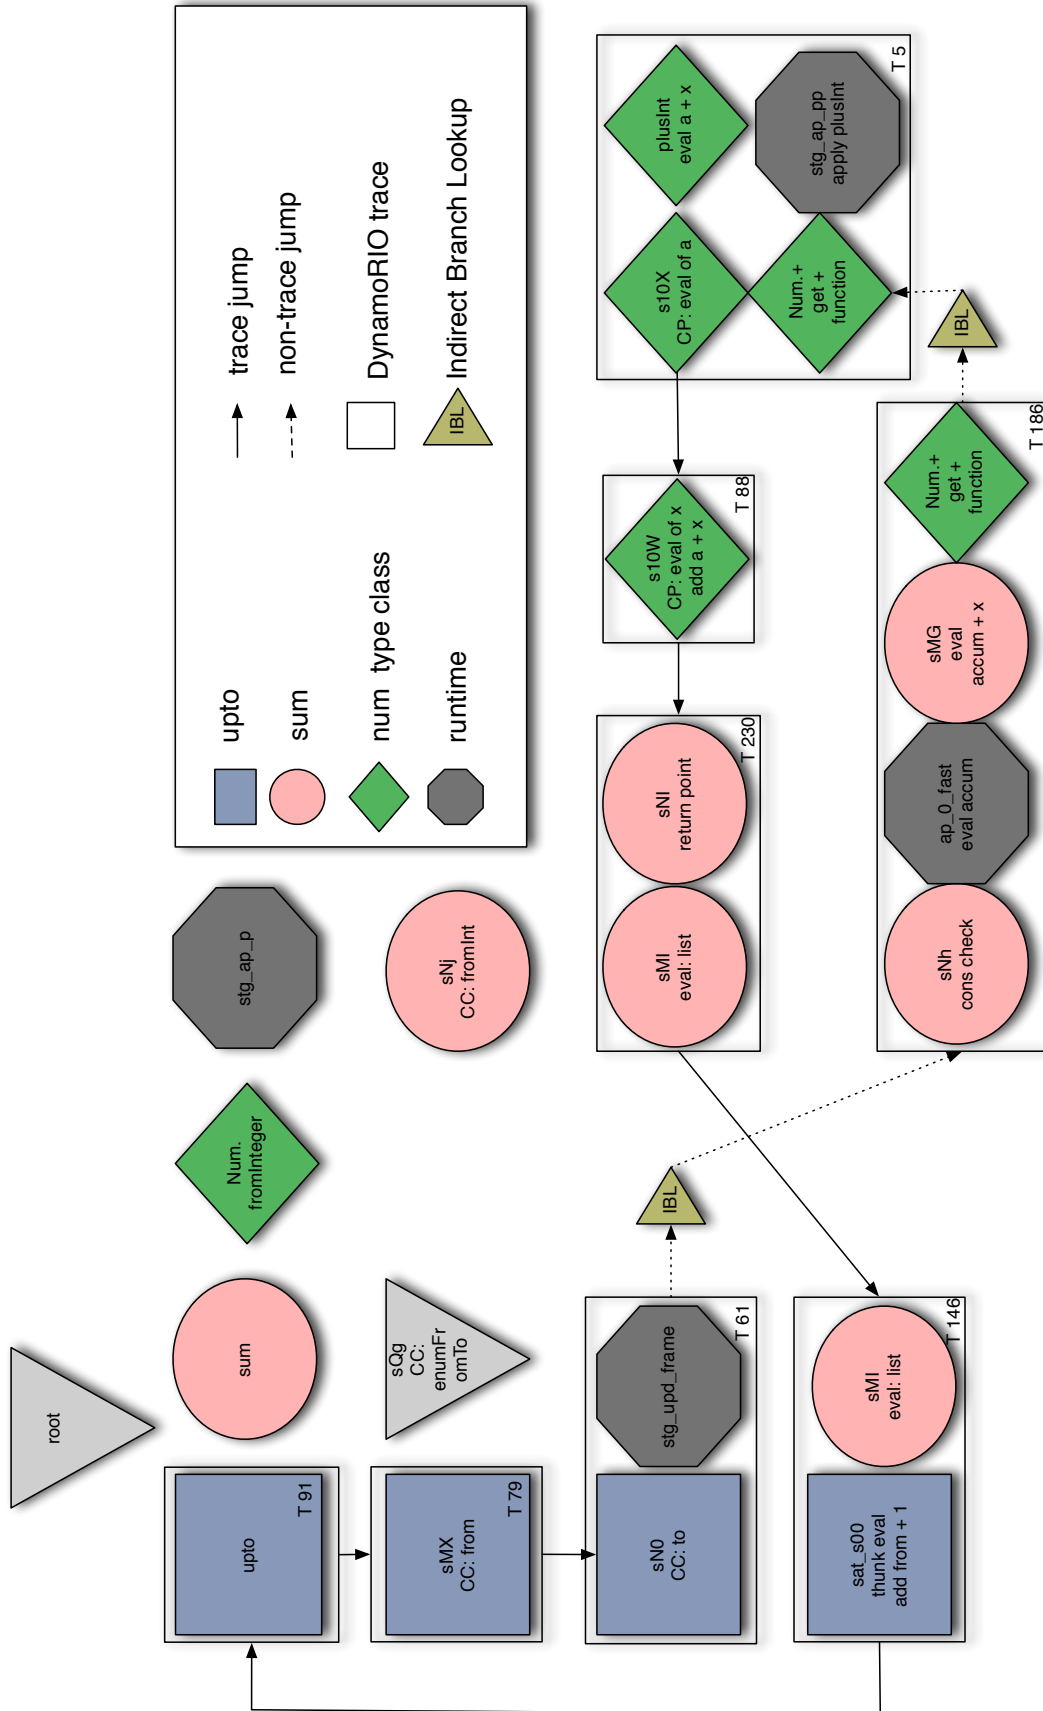 root
upto
T 91
sum
Num.
fromInteger
stg_ap_p
upto
trace jump
sum
non-trace jump
num type class
DynamoRIO trace
runtime
IBL
Indirect Branch Lookup
sMX
CC: from
T 79
sQg
CC:
enumFr
omTo
sNj
CC: fromInt
sN0
CC: to
stg_upd_frame
T 61
IBL
sMI
eval: list
sNI
return point
T 230
s10W
CP: eval of x
add a + x
T 88
s10X
CP: eval of a
plusInt
eval a + x
Num.+
get +
function
stg_ap_pp
apply plusInt
T 5
sat_s00
thunk eval
add from + 1
sMI
eval: list
T 146
sNh
cons check
ap_0_fast
eval accum
sMG
eval
accum + x
Num.+
get +
function
T 186
IBL